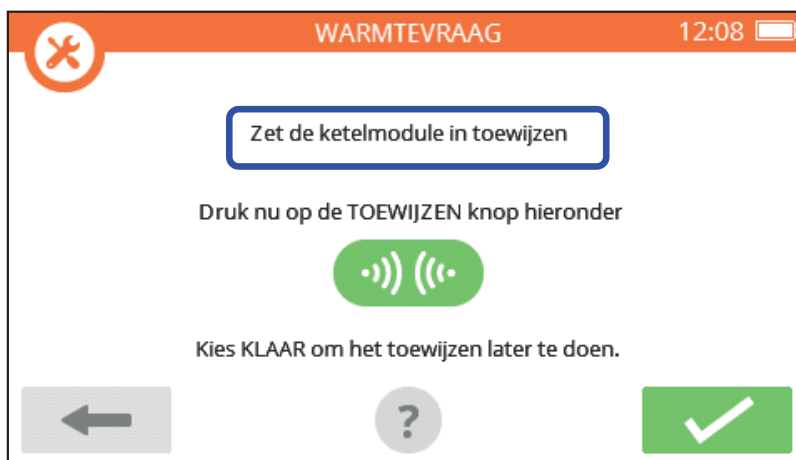 WARMTEVRAAG 12:08
Zet de ketelmodule in toewijzen
Druk nu op de TOEWIJZEN knop hieronder
Kies KLAAR om het toewijzen later te doen.
?